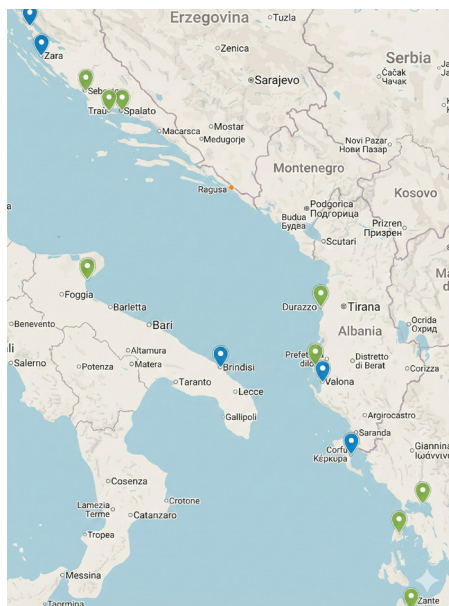 Erzegovina
Tuzla
Zara
Zenica
Serbia
Sarajevo
Čačak
Чачак
Trau
Spalato
Macarsca
Mostar
Medugorje
Novi Pazar
Нови Пазар
Ragusa
Montenegro
Kosovo
Podgorica
Подгорица
Budua
Будва
Prizren
Призрен
Scutari
Foggia
Barletta
Durazzo
Tirana
Benevento
Bari
Albania
Ocrida
Охрид
Altamura
Matera
Salerno
Potenza
Brindisi
Distretto
di Berat
Corizza
Taranto
Lecce
Valona
Gallipoli
Argirocastro
Saranda
Corfù
Κέρκυρα
Cosenza
Crotone
Lamezia
Terme
Catanzaro
Tropea
Messina
Taormina
Zante